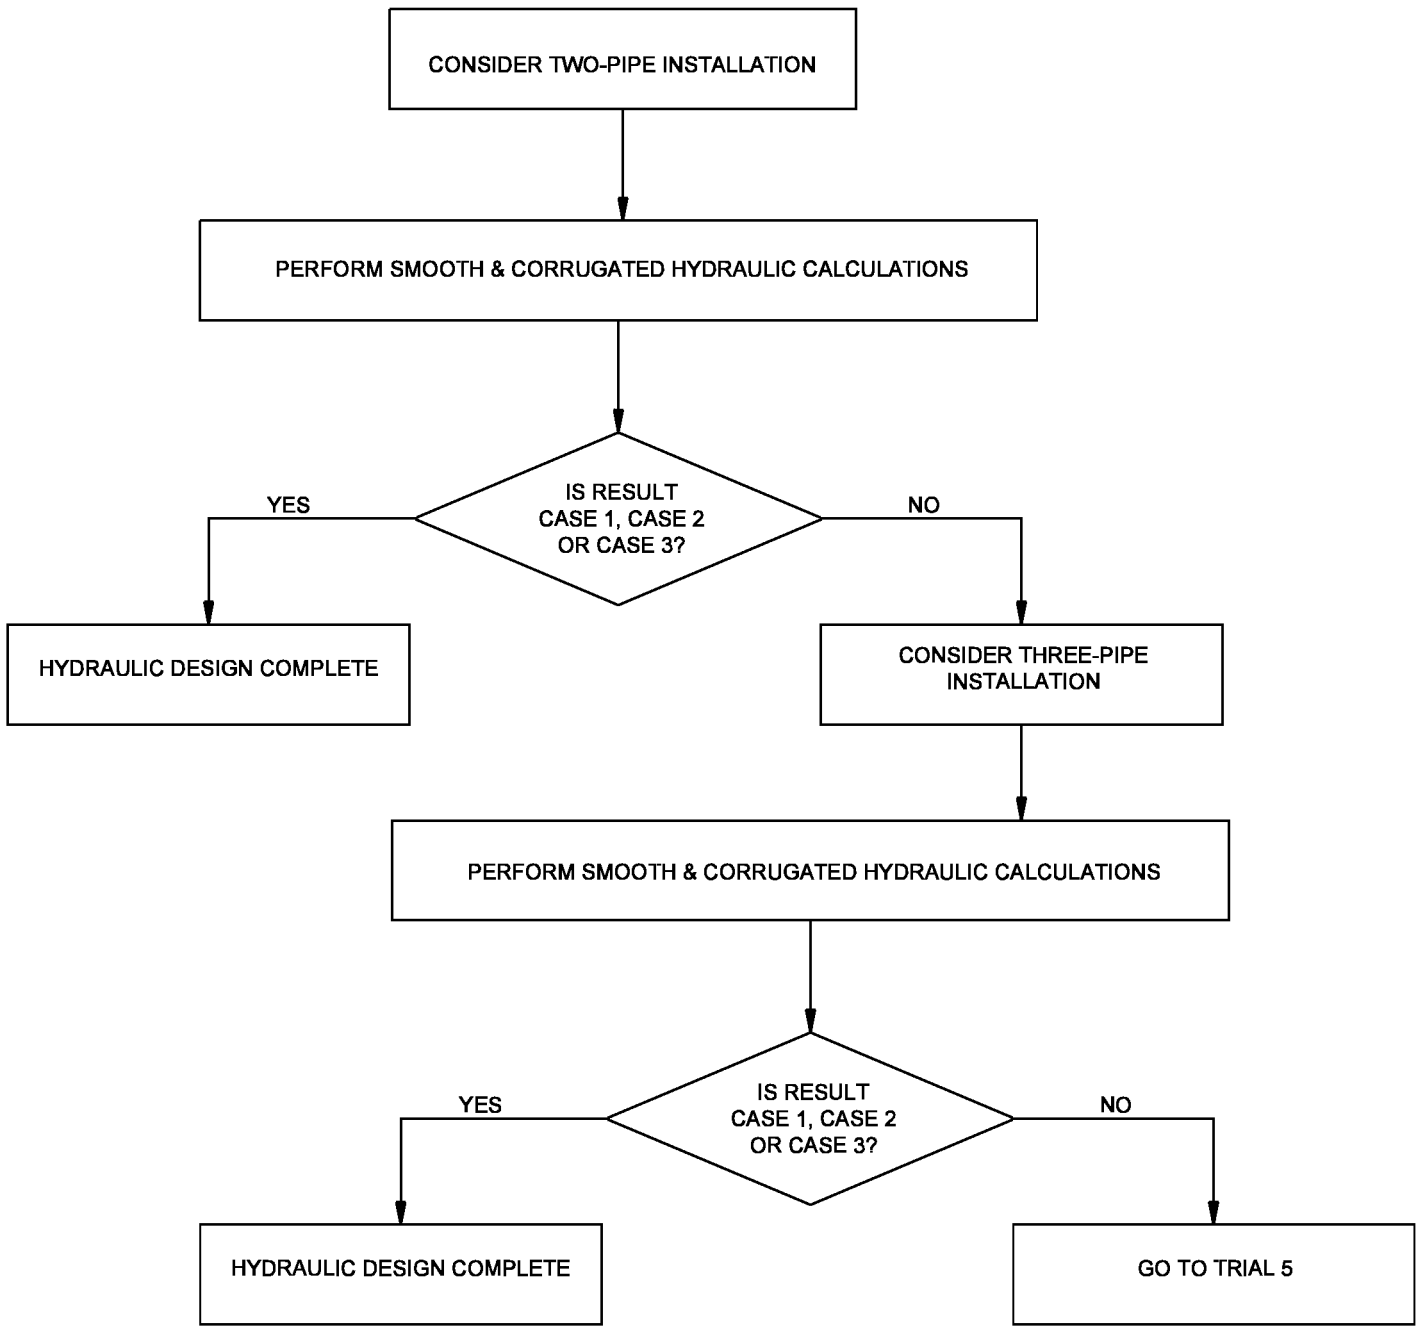 CONSIDER TWO-PIPE INSTALLATION
PERFORM SMOOTH & CORRUGATED HYDRAULIC CALCULATIONS
IS RESULT
CASE 1, CASE 2
OR CASE 3?
YES
NO
HYDRAULIC DESIGN COMPLETE
CONSIDER THREE-PIPE
INSTALLATION
PERFORM SMOOTH & CORRUGATED HYDRAULIC CALCULATIONS
IS RESULT
CASE 1, CASE 2
OR CASE 3?
YES
NO
HYDRAULIC DESIGN COMPLETE
GO TO TRIAL 5